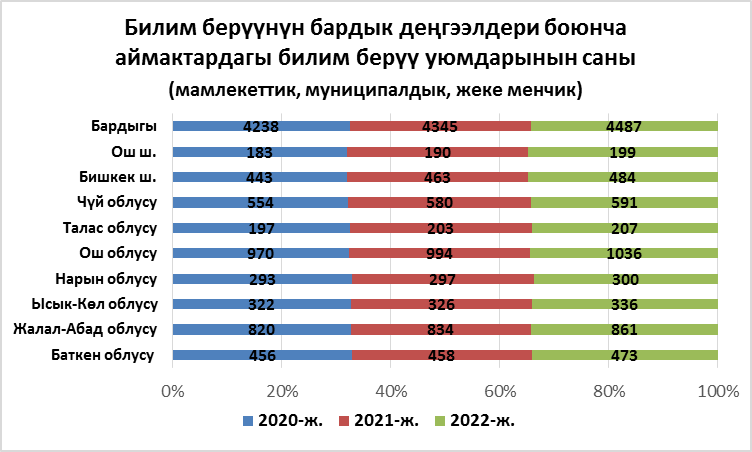 Билим берүүнүн бардык деңгээлдери боюнча
аймактардагы билим берүү уюмдарынын саны
(мамлекеттик, муниципалдык, жеке менчик)
Бардыгы 4238 4345 4487
Ош ш. 183 190 199
Бишкек ш. 443 463 484
Чүй облусу 554 580 591
Талас облусу 197 203 207
Ош облусу 970 994 1036
Нарын облусу 293 297 300
Ысык-Көл облусу 322 326 336
Жалал-Абад облусу 820 834 861
Баткен облусу 456 458 473
0% 20% 40% 60% 80% 100%
2020-ж. 2021-ж. 2022-ж.